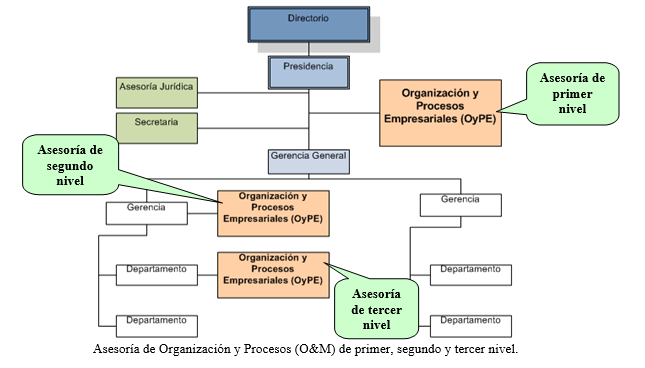 Directorio
Presidencia
Asesoría Jurídica
Secretaria
Organización y
Procesos
Empresariales (OyPE)
Asesoría de
primer
nivel
Asesoría de
segundo
nivel
Gerencia General
Gerencia
Organización y
Procesos
Empresariales (OyPE)
Gerencia
Departamento
Organización y
Procesos
Empresariales (OyPE)
Asesoría
de tercer
nivel
Departamento
Departamento
Departamento
Asesoría de Organización y Procesos (O&M) de primer, segundo y tercer nivel.